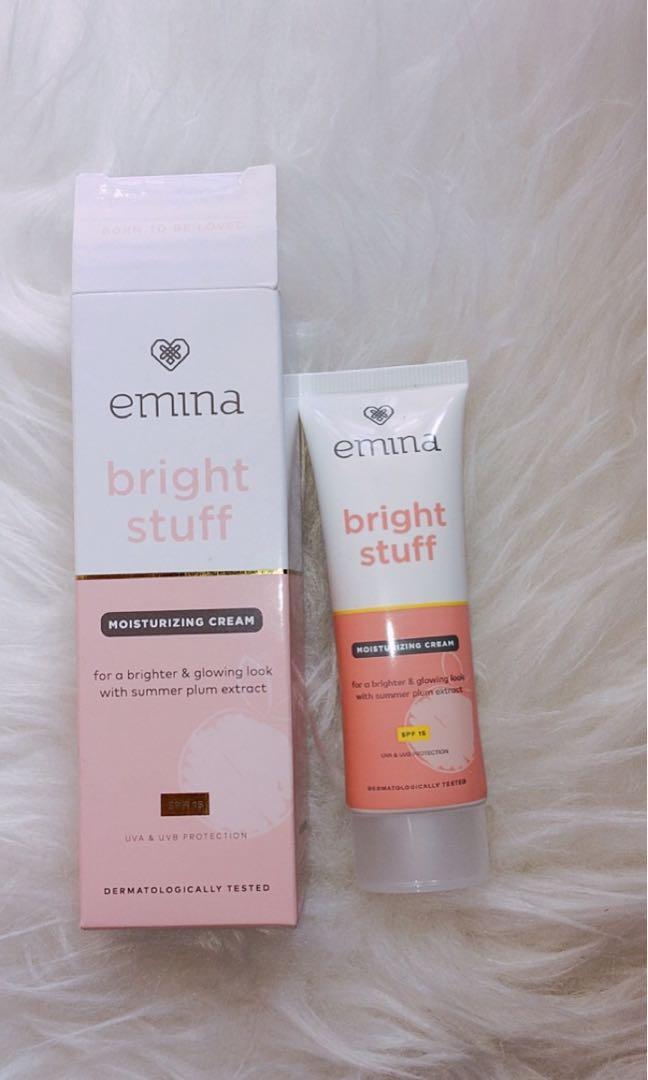 BORN TO BE LOVED
emina
bright
stuff
MOISTURIZING CREAM
for a brighter & glowing look
with summer plum extract
SPF 15
UVA & UVB PROTECTION
DERMATOLOGICALLY TESTED
emina
bright
stuff
MOISTURIZING CREAM
for a brighter & glowing look
with summer plum extract
SPF 15
UVA & UVB PROTECTION
DERMATOLOGICALLY TESTED